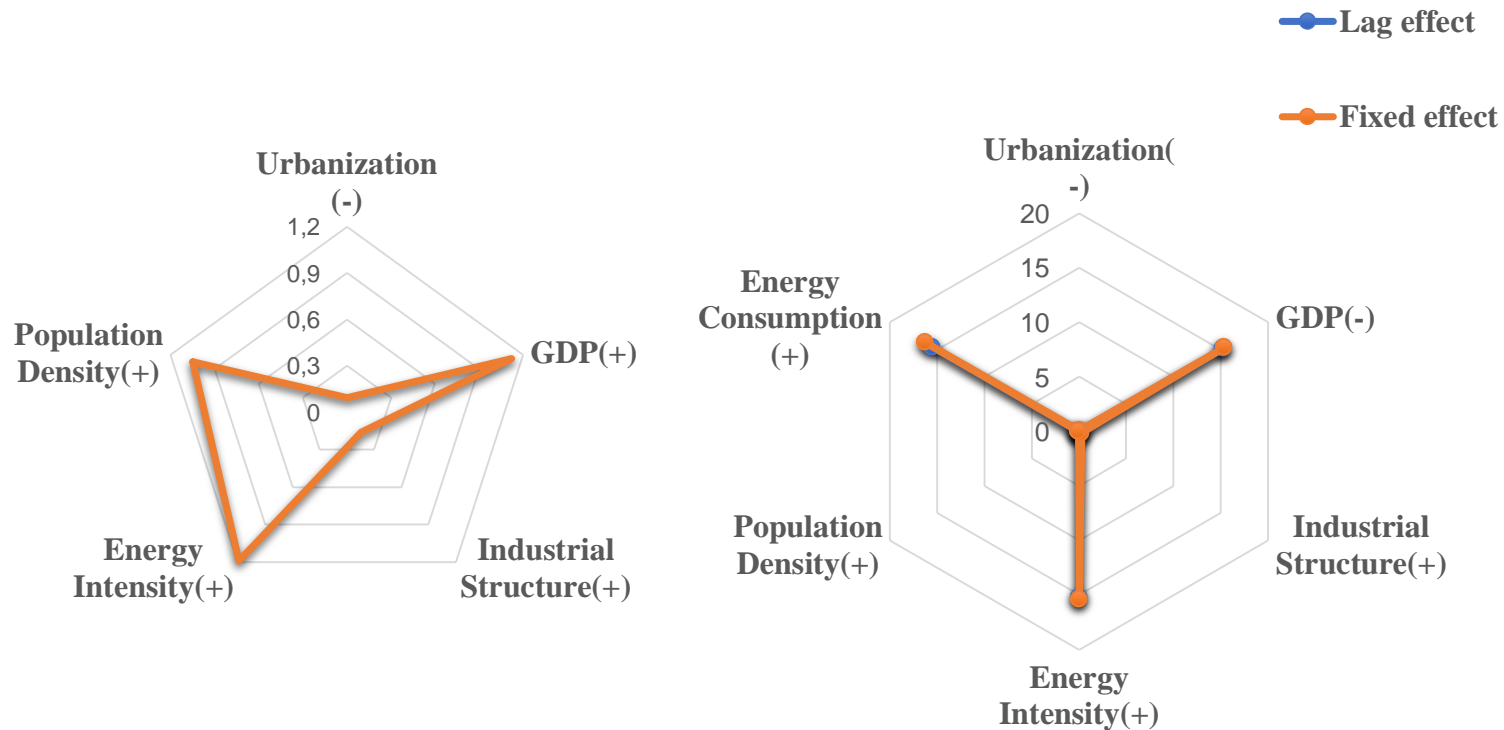 Lag effect
Fixed effect
Urbanization
(-)
1,2
0,9
0,6
0,3
0
GDP(+)
Industrial
Structure(+)
Energy
Intensity(+)
Population
Density(+)
Urbanization(
-)
20
15
10
5
0
GDP(-)
Industrial
Structure(+)
Energy
Intensity(+)
Population
Density(+)
Energy
Consumption
(+)